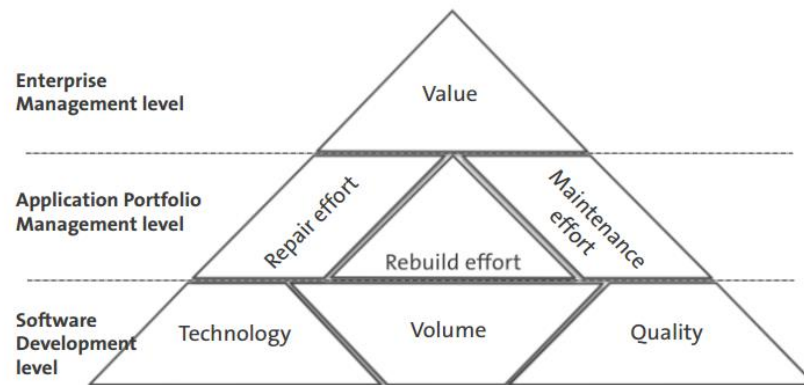 Enterprise
Management level
Value
Application Portfolio
Management level
Repair effort
Rebuild effort
Maintenance
effort
Software
Development
level
Technology
Volume
Quality